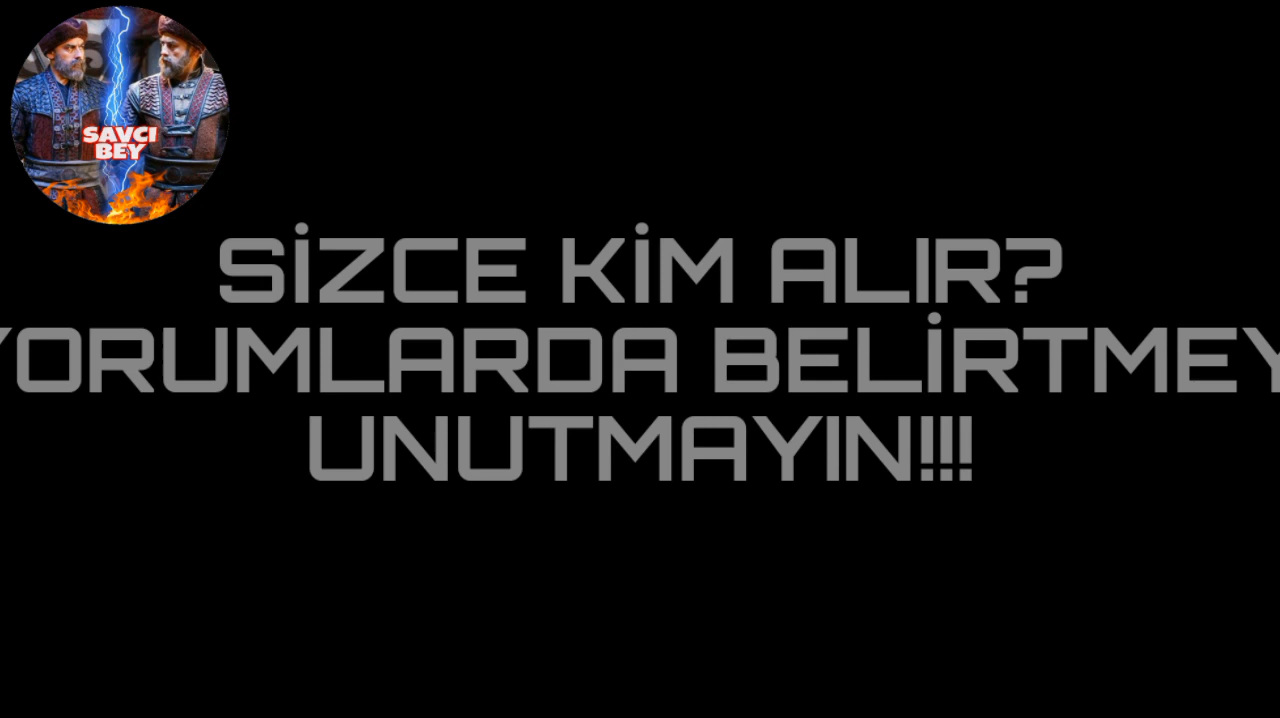 SAVCI
BEY
SİZCE KİM ALIR?
YORUMLARDA BELİRTMEY
UNUTMAYIN!!!